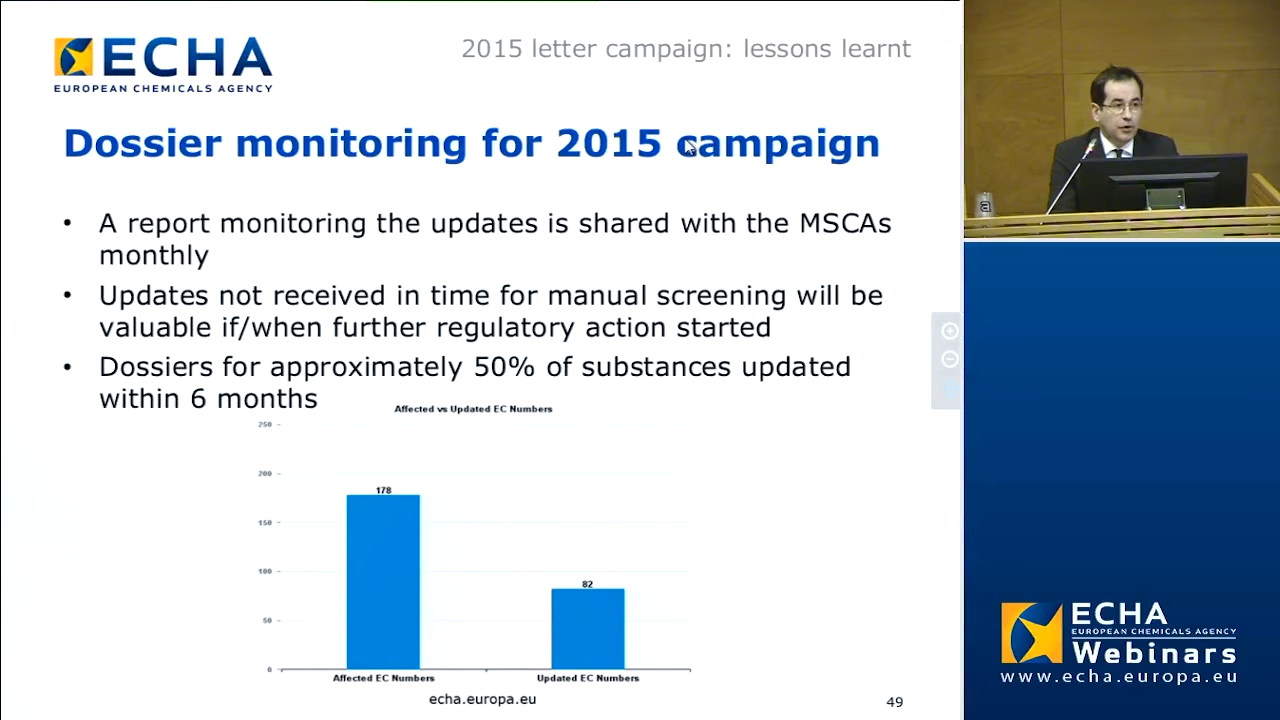 ECHA
EUROPEAN CHEMICALS AGENCY
2015 letter campaign: lessons learnt
Dossier monitoring for 2015 campaign
• A report monitoring the updates is shared with the MSCAs
monthly
• Updates not received in time for manual screening will be
valuable if/when further regulatory action started
• Dossiers for approximately 50% of substances updated
within 6 months
Affected vs Updated EC Numbers
250
200
150
100
50
0
178
82
Affected EC Numbers
Updated EC Numbers
echa.europa.eu
49
ECHA
EUROPEAN CHEMICALS AGENCY
Webinars
www.echa.europa.eu